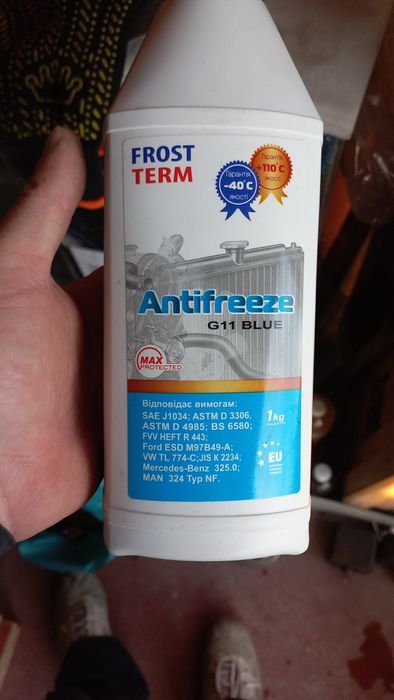 FROST
TERM
Гарантія
-40°C
якості
Гарантія
+110°C
якості
Antifreeze
G11 BLUE
MAX
PROTECTED
Відповідає вимогам:
SAE J1034; ASTM D 3306,
ASTM D 4985; BS 6580;
FVV HEFT R 443;
Ford ESD M97B49-A;
VW TL 774-C;JIS K 2234;
Mercedes-Benz 325.0;
MAN 324 Typ NF.
1kg
EU